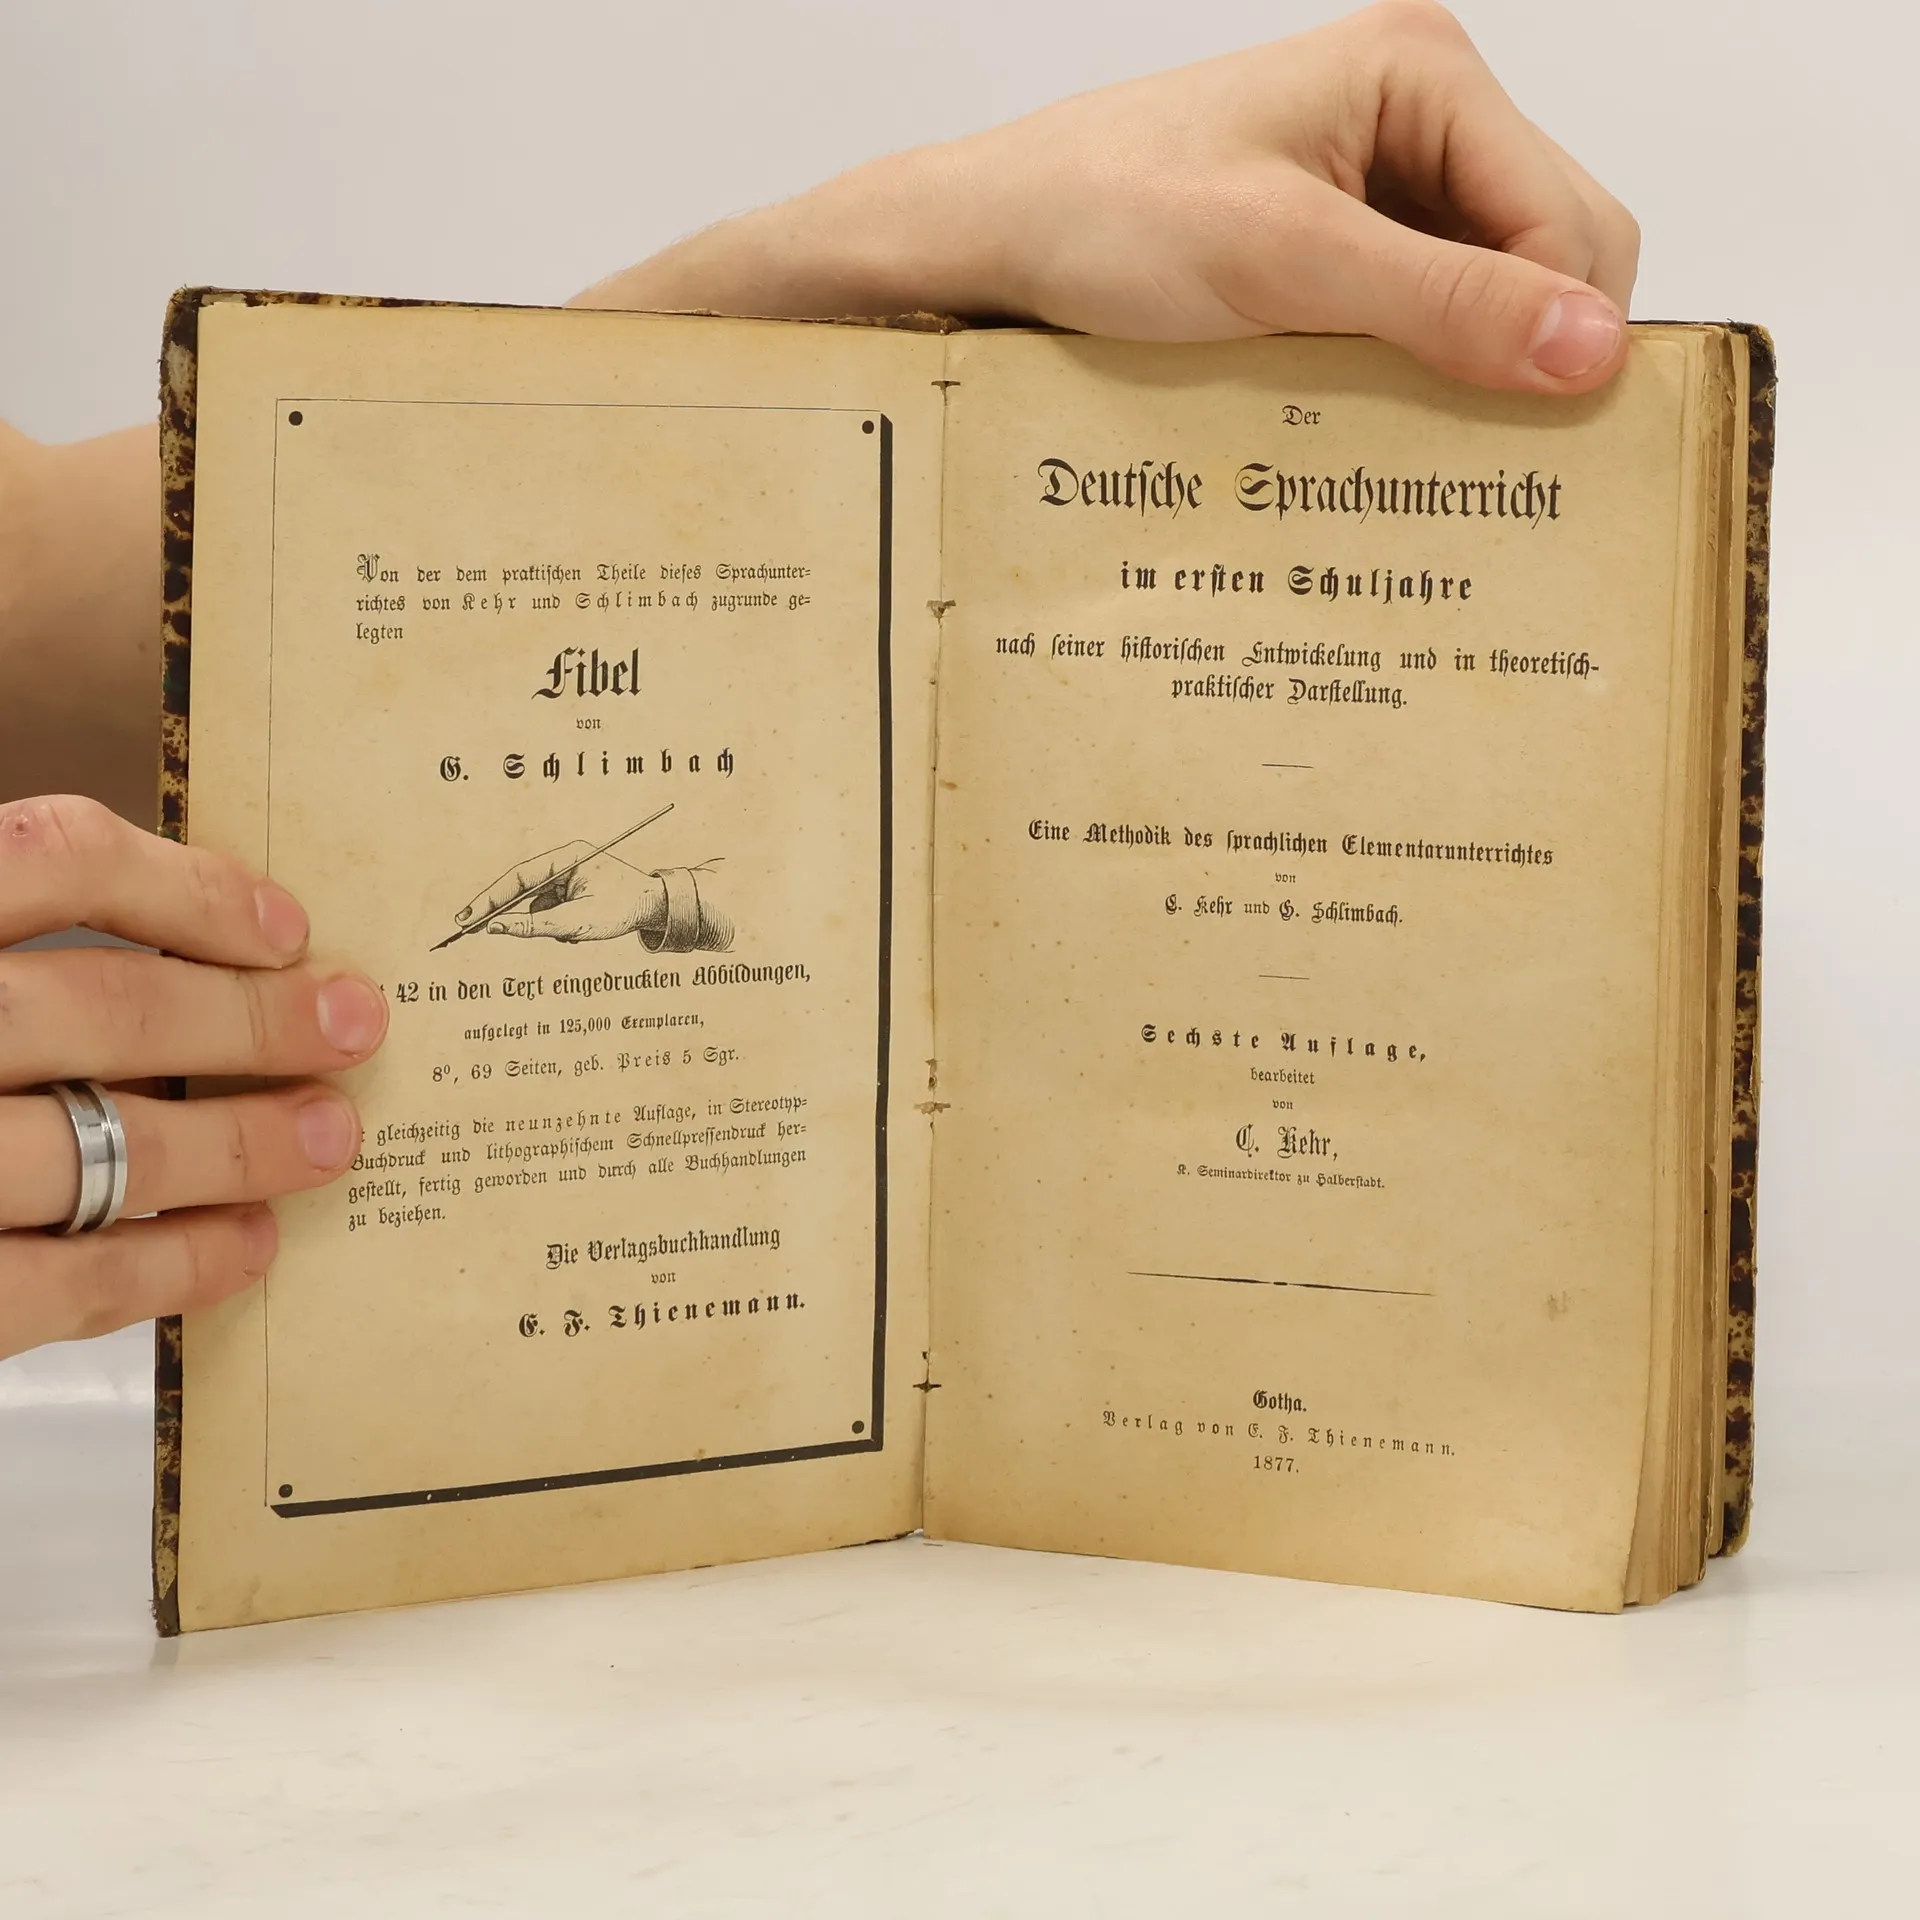 Von der dem praktischen Theile dieses Sprachunter-
richtes von Kehr und Schlimbach zugrunde ge-
legten
Fibel
von
G. Schlimbach
42 in den Text eingedruckten Abbildungen,
aufgelegt in 125,000 Exemplaren,
8º, 69 Seiten, geb. Preis 5 Sgr.
gleichzeitig die neunzehnte Auflage, in Stereotyp-
Buchdruck und lithographischem Schnellpressendruck her-
gestellt, fertig geworden und durch alle Buchhandlungen
zu beziehen.
Die Verlagsbuchhandlung
von
E. F. Thienemann.
Der
Deutsche Sprachunterricht
im ersten Schuljahre
nach seiner historischen Entwickelung und in theoretisch-
praktischer Darstellung.
Eine Methodik des sprachlichen Elementarunterrichtes
von
C. Kehr und G. Schlimbach.
Sechste Auflage,
bearbeitet
von
C. Kehr,
K. Seminardirektor zu Halberstadt.
Gotha.
Verlag von E. F. Thienemann.
1877.